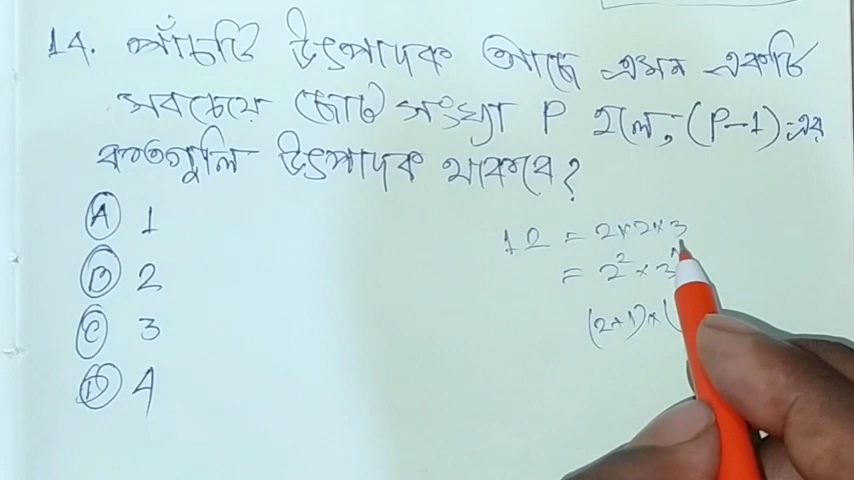 14. পাঁচটি উৎপাদক আছে এমন একটি
সবচেয়ে ছোট সংখ্যা P হলে, (P-1)-এর
কতগুলি উৎপাদক থাকবে?
A 1
B 2
C 3
D 4
12 = 2×2×3
= 2² × 3
(2+1)×(